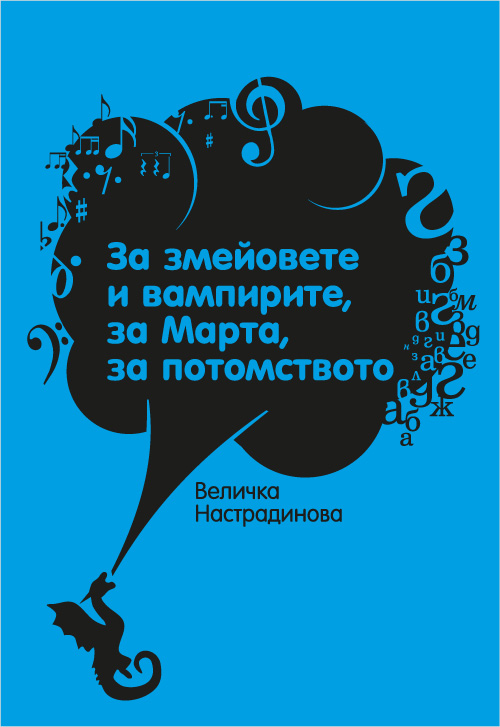 За змейовете
и вампирите,
за Марта,
за потомството
Величка
Настрадинова